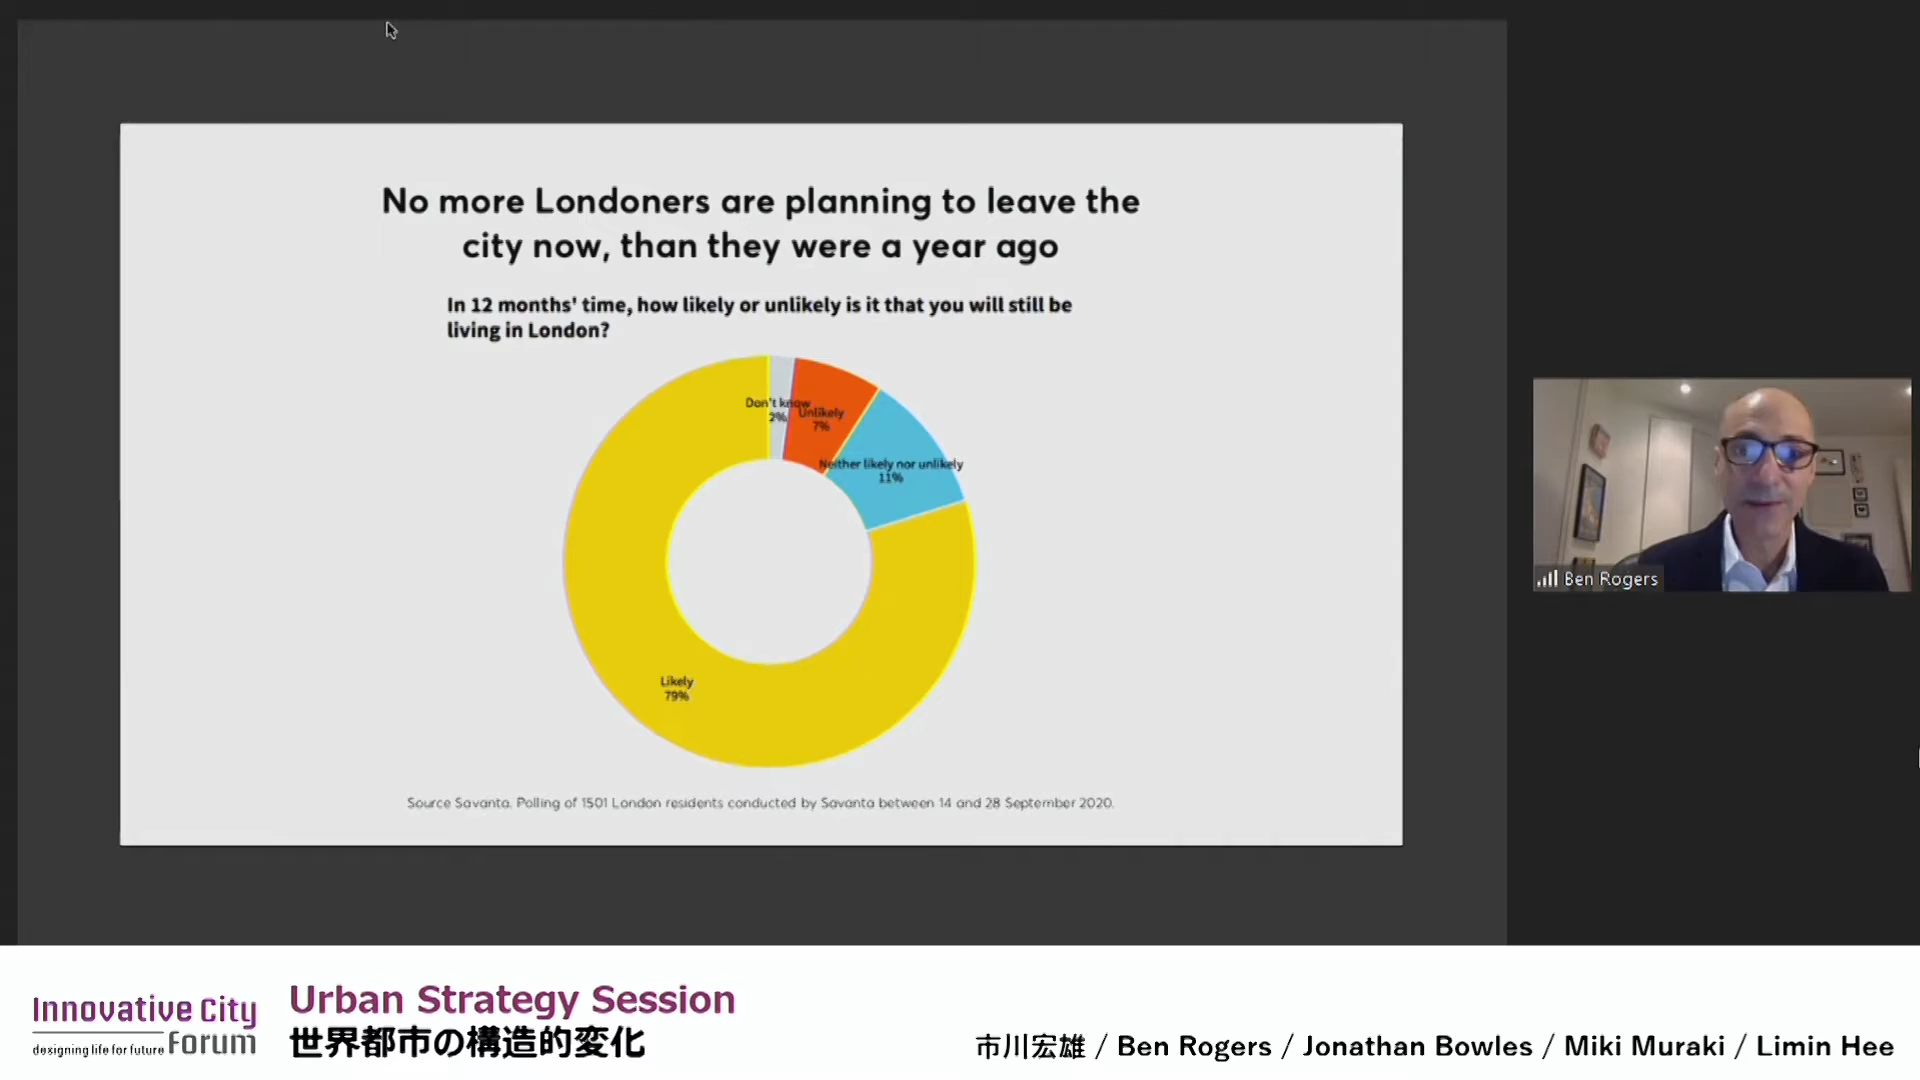 No more Londoners are planning to leave the
city now, than they were a year ago
In 12 months' time, how likely or unlikely is it that you will still be
living in London?
Don't know
2%
Unlikely
7%
Neither likely nor unlikely
11%
Likely
79%
Source Savanta. Polling of 1501 London residents conducted by Savanta between 14 and 28 September 2020.
Ben Rogers
Innovative City
designing life for future Forum
Urban Strategy Session
世界都市の構造的変化
市川宏雄 / Ben Rogers / Jonathan Bowles / Miki Muraki / Limin Hee